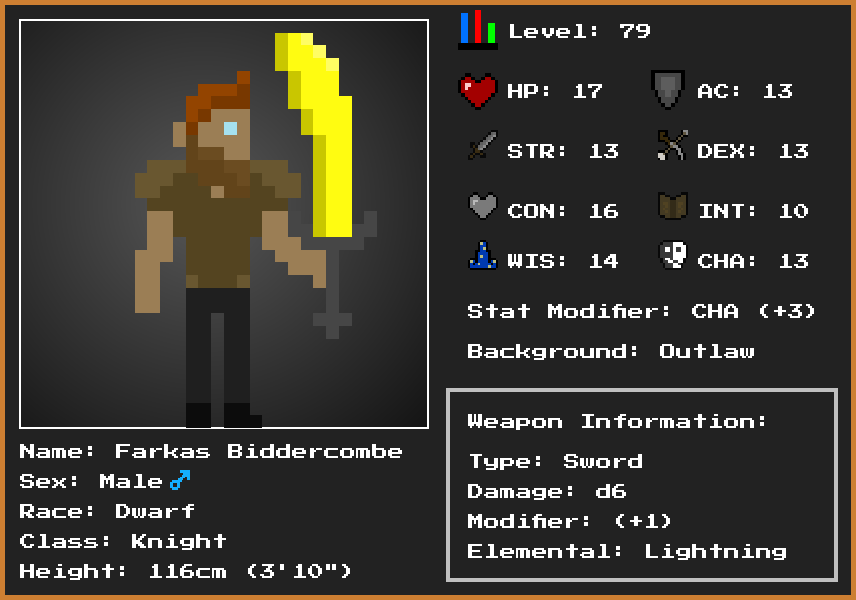 Level: 79
HP: 17
AC: 13
STR: 13
DEX: 13
CON: 16
INT: 10
WIS: 14
CHA: 13
Stat Modifier: CHA (+3)
Background: Outlaw
Name: Farkas Biddercombe
Sex: Male ♂
Race: Dwarf
Class: Knight
Height: 116cm (3'10")
Weapon Information:
Type: Sword
Damage: d6
Modifier: (+1)
Elemental: Lightning